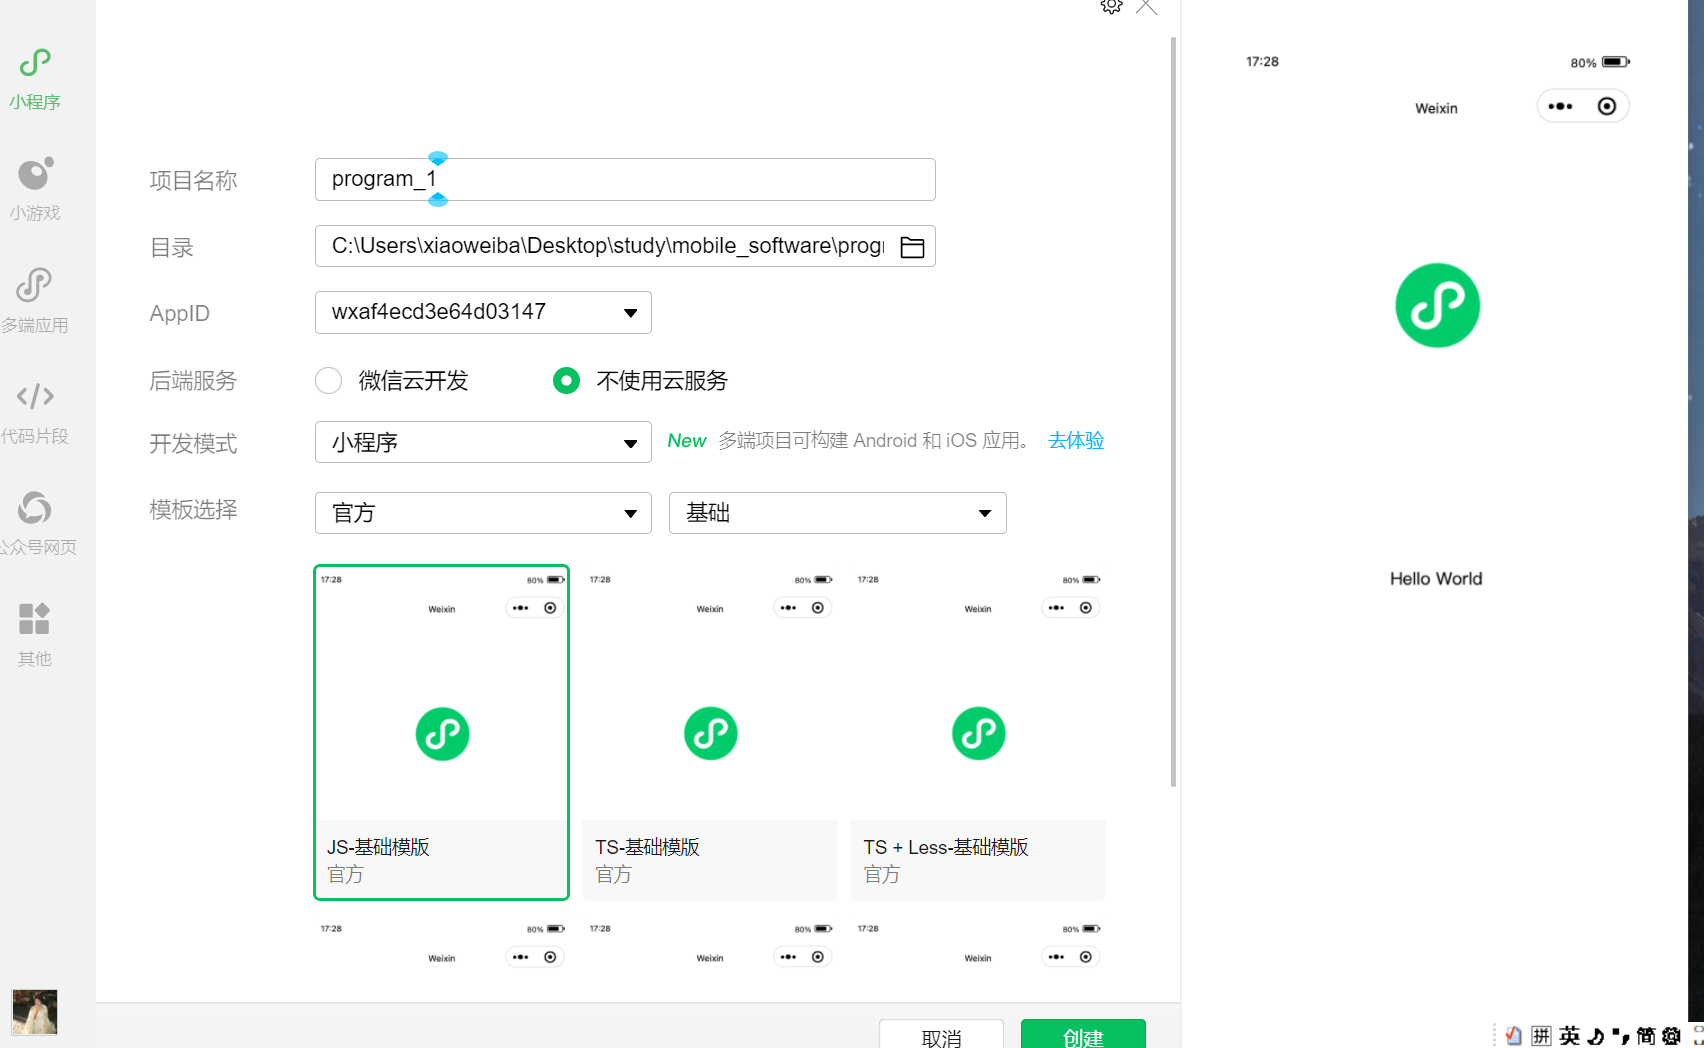 小程序
小游戏
多端应用
代码片段
公众号网页
其他
项目名称
program_1
目录
C:\Users\xiaoweiba\Desktop\study\mobile_software\progr
AppID
wxaf4ecd3e64d03147
后端服务
微信云开发
不使用云服务
开发模式
小程序
New 多端项目可构建 Android 和 iOS 应用。 去体验
模板选择
官方
基础
17:28
80%
Weixin
JS-基础模版
官方
17:28
80%
Weixin
TS-基础模版
官方
17:28
80%
Weixin
TS + Less-基础模版
官方
17:28
80%
Weixin
17:28
80%
Weixin
17:28
80%
Weixin
取消
创建
17:28
80%
Weixin
Hello World
拼 英 简